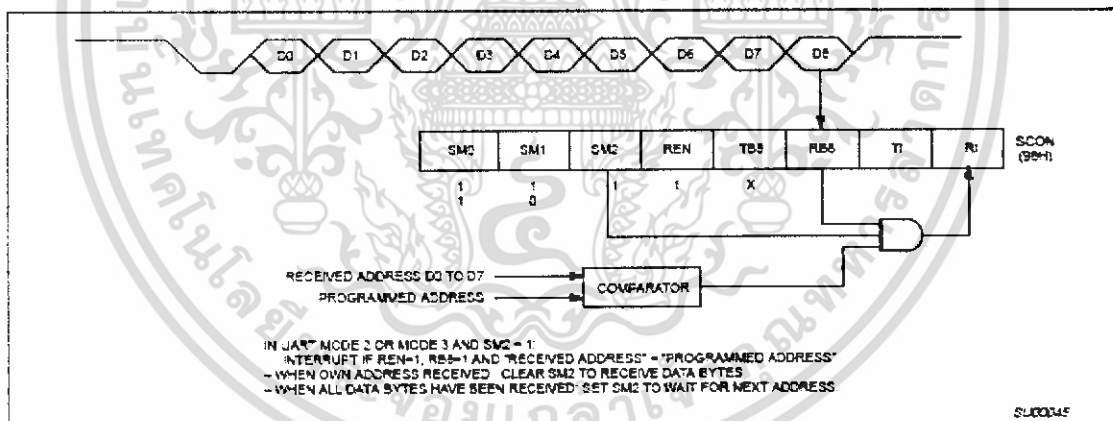 D0 D1 D2 D3 D4 D5 D6 D7 D8
SM0 SM1 SM2 REN TB8 RB8 TI RI SCON
(98H)
1 1 1 1 X
1 0
RECEIVED ADDRESS D0 TO D7
PROGRAMMED ADDRESS
COMPARATOR
IN UART MODE 2 OR MODE 3 AND SM2 = 1:
INTERRUPT IF REN=1, RB8=1 AND "RECEIVED ADDRESS" = "PROGRAMMED ADDRESS"
– WHEN OWN ADDRESS RECEIVED, CLEAR SM2 TO RECEIVE DATA BYTES
– WHEN ALL DATA BYTES HAVE BEEN RECEIVED: SET SM2 TO WAIT FOR NEXT ADDRESS.
SU00045